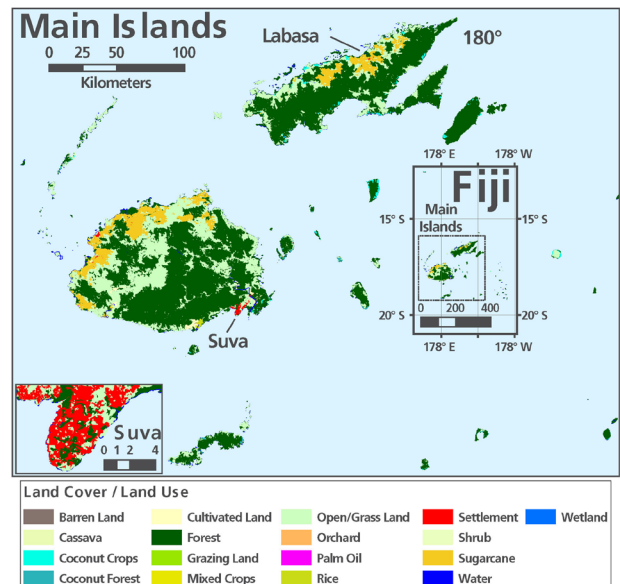 Main Islands
0 25 50 100
Kilometers
Labasa
180°
178° E 178° W
Fiji
Main
Islands
15° S 15° S
0 200 400
20° S 20° S
178° E 178° W
Suva
Suva
0 1 2 4
Land Cover / Land Use
Barren Land Cultivated Land Open/Grass Land Settlement Wetland
Cassava Forest Orchard Shrub
Coconut Crops Grazing Land Palm Oil Sugarcane
Coconut Forest Mixed Crops Rice Water